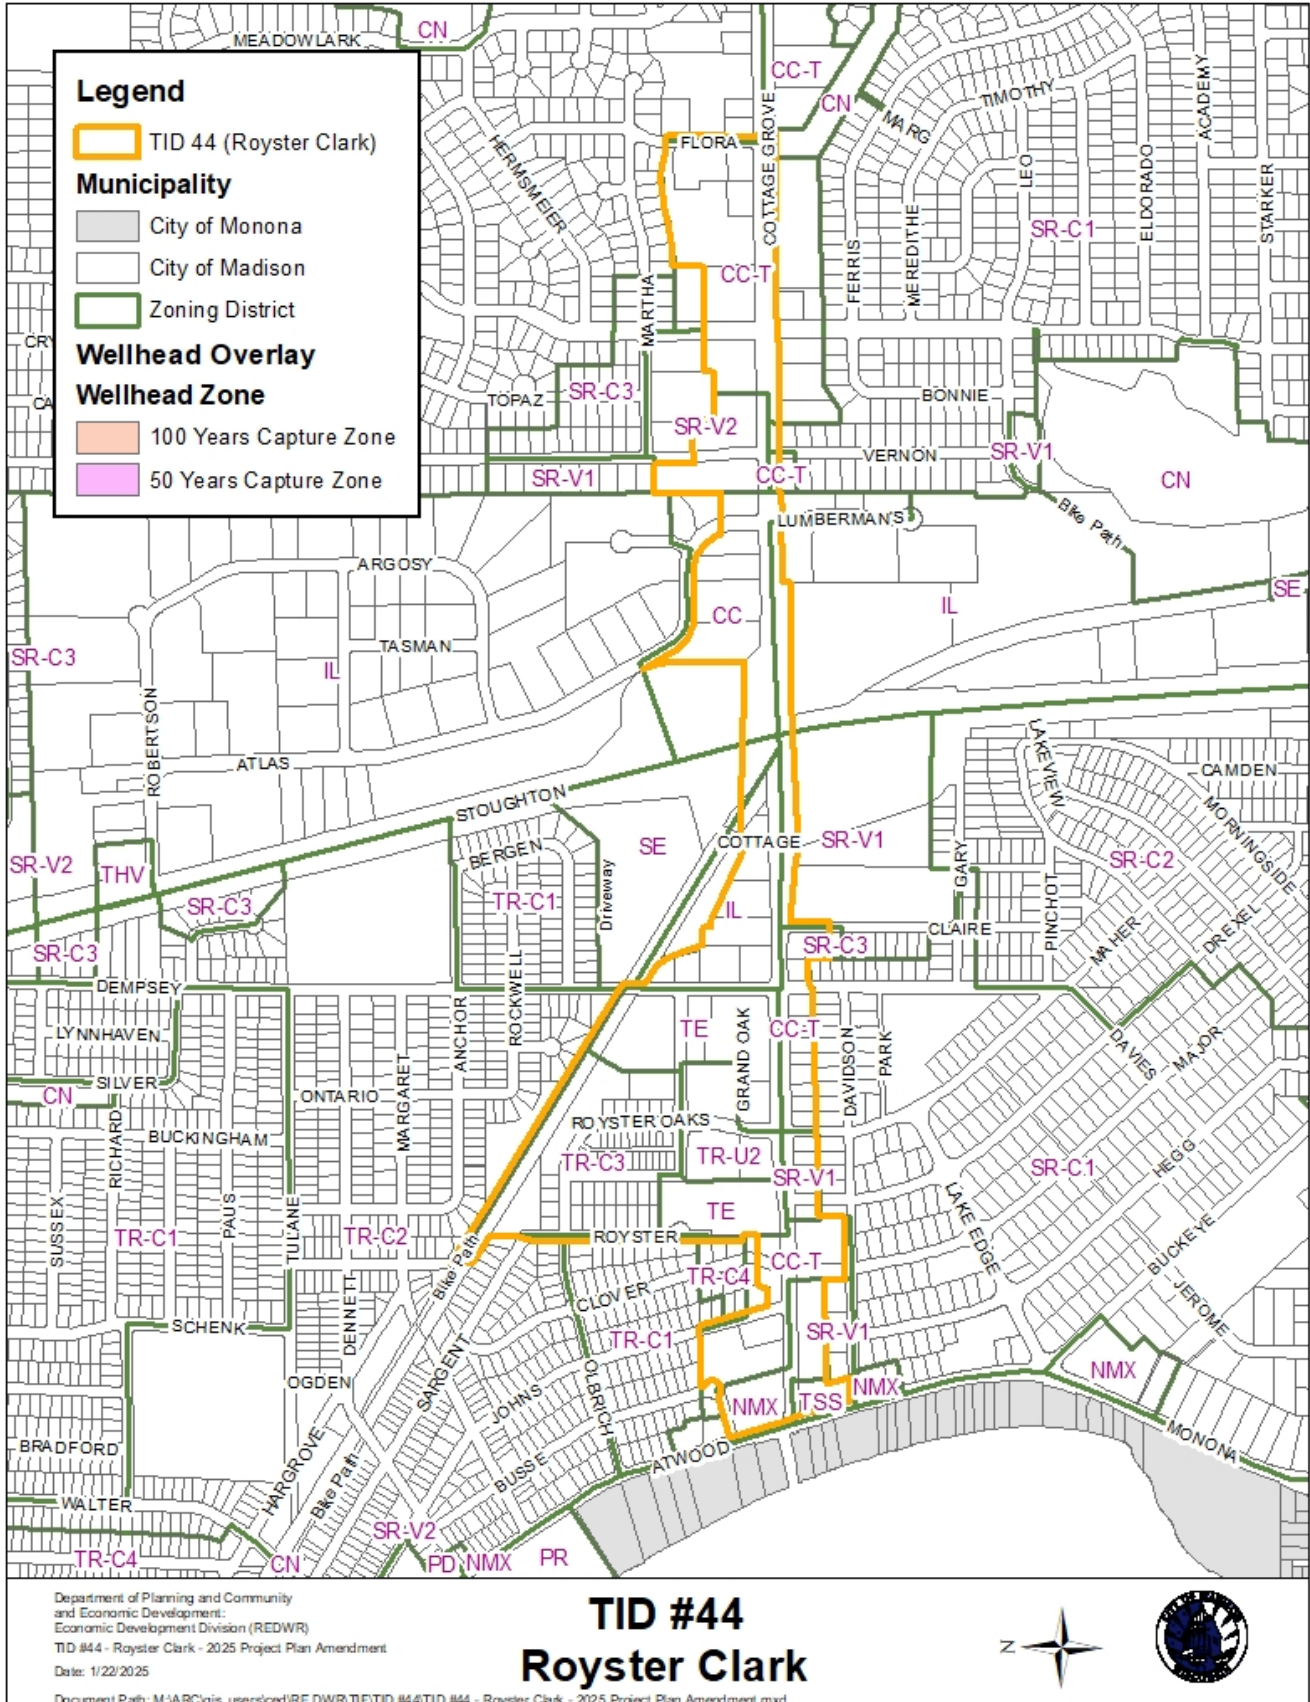 MEADOWLARK
CN
Legend
TID 44 (Royster Clark)
Municipality
City of Monona
City of Madison
Zoning District
Wellhead Overlay
Wellhead Zone
100 Years Capture Zone
50 Years Capture Zone
CC-T
CN
MARG
TIMOTHY
ACADEMY
FLORA
COTTAGE GROVE
HERMSMEIER
LEO
ELDORADO
STARKER
SR-C1
FERRIS
MEREDITHE
CC-T
MARTHA
CRY
CA
TOPAZ
SR-C3
BONNIE
SR-V2
VERNON
SR-V1
SR-V1
CC-T
CN
LUMBERMAN'S
Bike Path
ARGOSY
SE
IL
CC
TASMAN
SR-C3
IL
ROBERTSON
ATLAS
STOUGHTON
LAKEVIEW
CAMDEN
MORNINGSIDE
COTTAGE
SR-V1
SE
BERGEN
SR-V2
THV
GARY
SR-C2
PINCHOT
TR-C1
Driveway
SR-C3
IL
CLAIRE
MAHER
DREXEL
SR-C3
SR-C3
DEMPSEY
ROCKWELL
LYNNHAVEN
ANCHOR
TE
GRAND OAK
CC-T
DAVIDSON
PARK
DAVIES
MAJOR
SILVER
CN
ONTARIO
MARGARET
ROYSTER OAKS
RICHARD
BUCKINGHAM
TR-C3
TR-U2
SR-V1
SR-C1
HEGG
SUSSEX
PAUS
TULANE
TE
LAKE EDGE
BUCKEYE
TR-C1
TR-C2
Bike Path
ROYSTER
CC-T
TR-C4
CLOVER
JEROME
SCHENK
DENNETT
TR-C1
SR-V1
SARGENT
OLBRICH
OGDEN
JOHNS
NMX
TSS
NMX
NMX
BRADFORD
HARGROVE
Bike Path
BUSSE
ATWOOD
MONONA
WALTER
SR-V2
TR-C4
CN
PD
NMX
PR
Department of Planning and Community
and Economic Development:
Economic Development Division (REDWR)
TID #44 - Royster Clark - 2025 Project Plan Amendment
Date: 1/22/2025
TID #44
Royster Clark
N